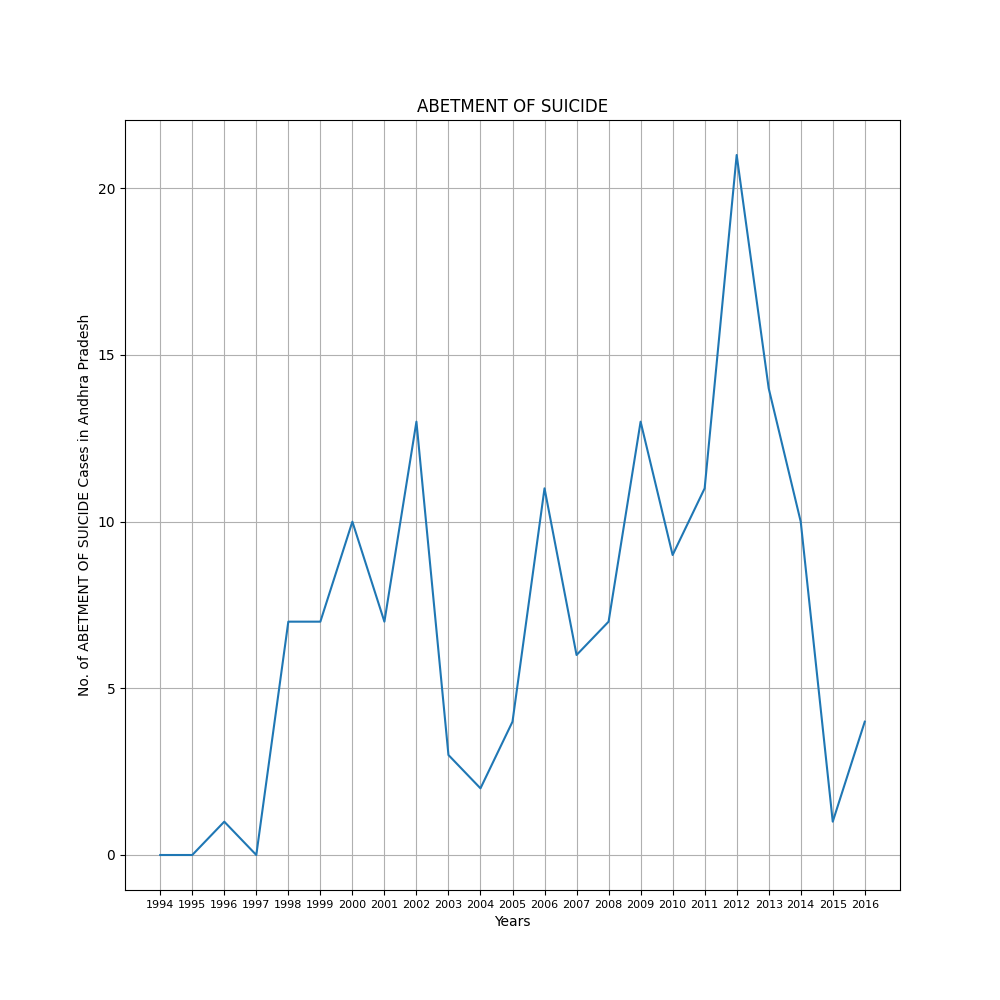 ABETMENT OF SUICIDE
No. of ABETMENT OF SUICIDE Cases in Andhra Pradesh
20
15
10
5
0
1994 1995 1996 1997 1998 1999 2000 2001 2002 2003 2004 2005 2006 2007 2008 2009 2010 2011 2012 2013 2014 2015 2016
Years